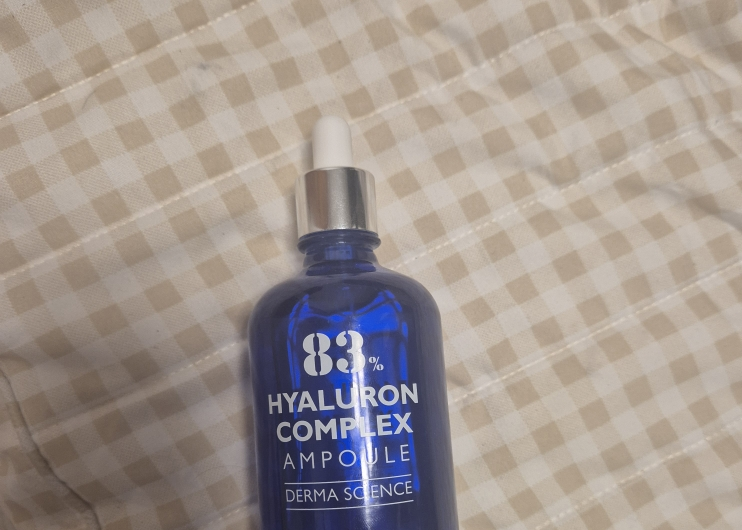 83%
HYALURON
COMPLEX
AMPOULE
DERMA SCIENCE